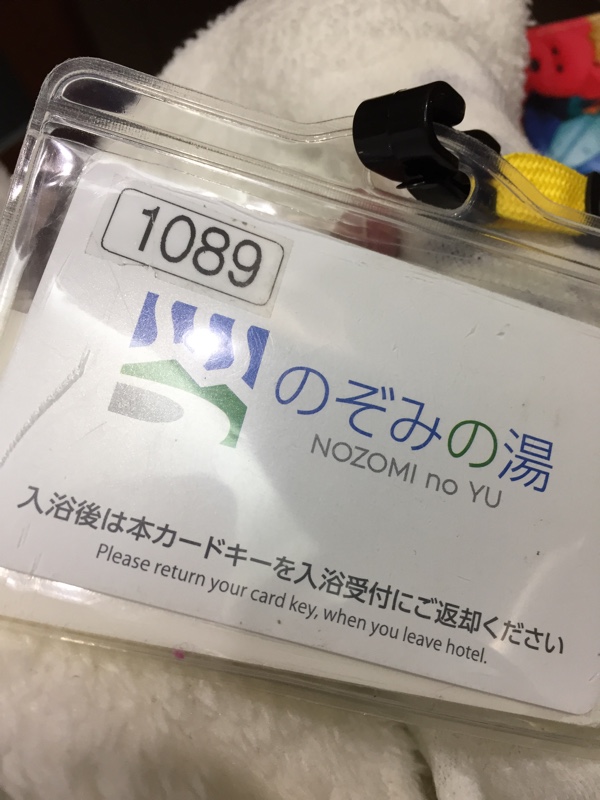 1089
のぞみの湯
NOZOMI no YU
入浴後は本カードキーを入浴受付にご返却ください
Please return your card key, when you leave hotel.